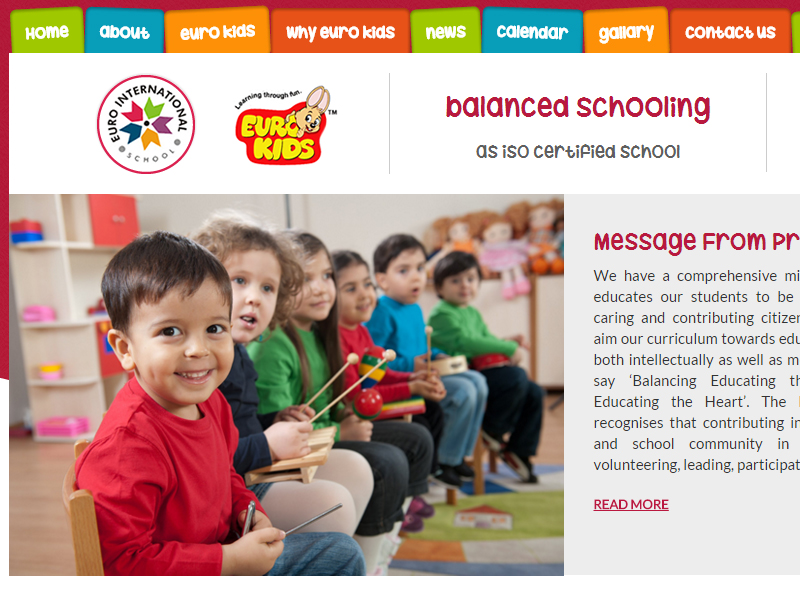 Home about euro kids why euro kids news calendar gallary contact us
EURO INTERNATIONAL
SCHOOL
Learning through fun.
EURO
KIDS
TM
balanced schooling
as iso certified school
Message From Pr
We have a comprehensive mi
educates our students to be
caring and contributing citizen
aim our curriculum towards edu
both intellectually as well as m
say ‘Balancing Educating th
Educating the Heart’. The
recognises that contributing in
and school community in
volunteering, leading, participat
READ MORE